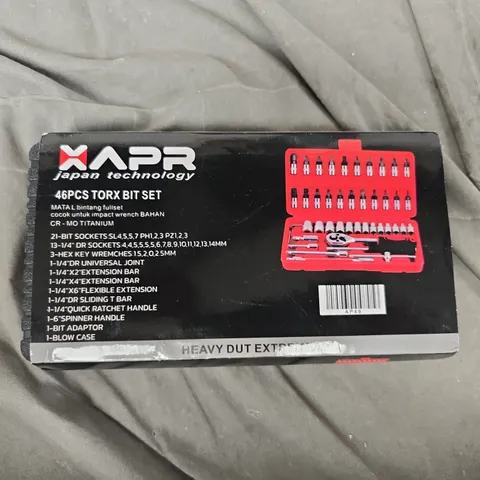 XAPR
japan technology
46PCS TORX BIT SET
MATA L bintang fullset
cocok untuk impact wrench BAHAN
CR - MO TITANIUM
21-BIT SOCKETS SL4,5.5,7 PH1,2,3 PZ1,2,3
13-1/4" DR SOCKETS:4,4.5,5,5.5,6,7,8,9,10,11,12,13,14MM
3-HEX KEY WREMCHES 1.5,2.0,2.5MM
1-1/4"DR UNIVERSAL JOINT
1-1/4"X2"EXTENSION BAR
1-1/4"X4"EXTENSION BAR
1-1/4"X6"FLEXIBLE EXTENSION
1-1/4"DR SLIDING T BAR
1-1/4"QUICK RATCHET HANDLE
1-6"SPINNER HANDLE
1-BIT ADAPTOR
1-BLOW CASE
HEAVY DUT